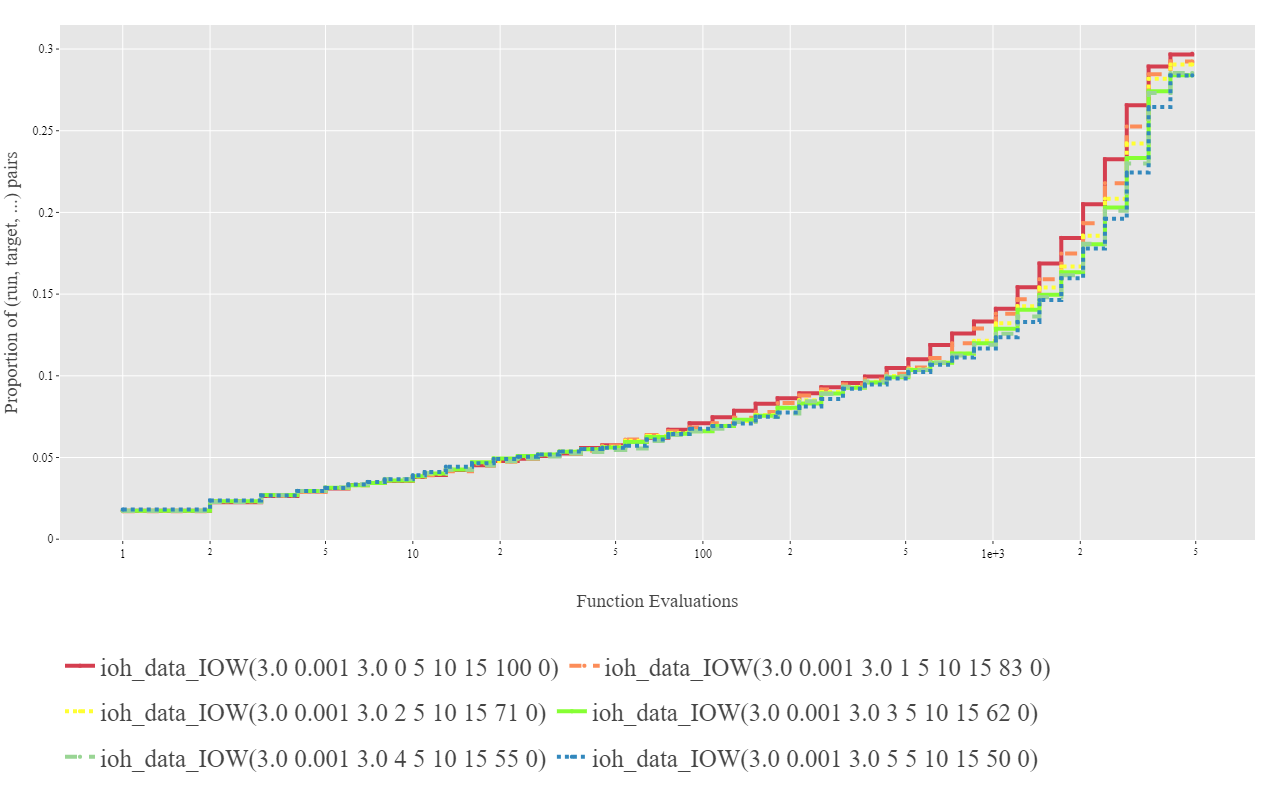 0.3
0.25
0.2
0.15
0.1
0.05
0
Proportion of (run, target, ...) pairs
1 2 5 10 2 5 100 2 5 1e+3 2 5
Function Evaluations
ioh_data_IOW(3.0 0.001 3.0 0 5 10 15 100 0) ioh_data_IOW(3.0 0.001 3.0 1 5 10 15 83 0)
ioh_data_IOW(3.0 0.001 3.0 2 5 10 15 71 0) ioh_data_IOW(3.0 0.001 3.0 3 5 10 15 62 0)
ioh_data_IOW(3.0 0.001 3.0 4 5 10 15 55 0) ioh_data_IOW(3.0 0.001 3.0 5 5 10 15 50 0)